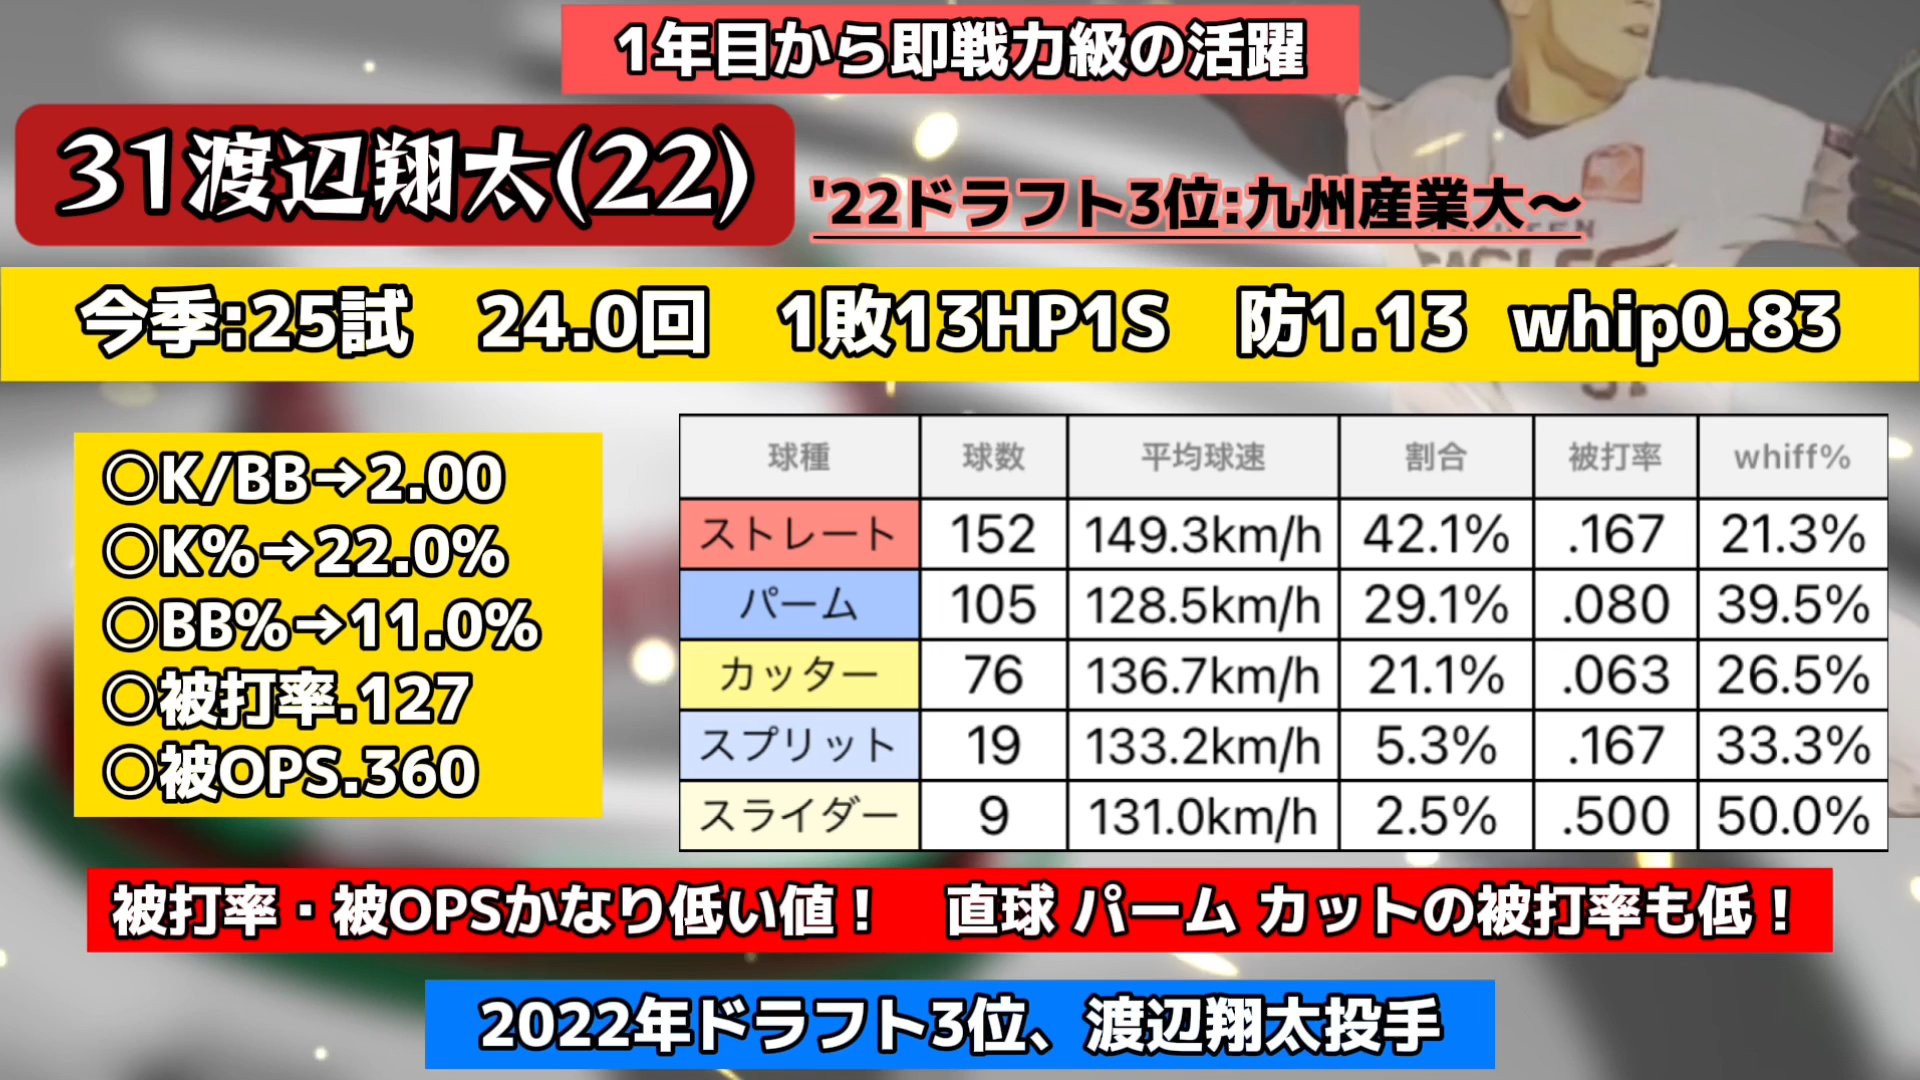 1年目から即戦力級の活躍
31渡辺翔太(22)
'22ドラフト3位:九州産業大～
EAGLES
今季:25試 24.0回 1敗13HP1S 防1.13 whip0.83
○K/BB→2.00
○K%→22.0%
○BB%→11.0%
○被打率.127
○被OPS.360
球種 球数 平均球速 割合 被打率 whiff%
ストレート 152 149.3km/h 42.1% .167 21.3%
パーム 105 128.5km/h 29.1% .080 39.5%
カッター 76 136.7km/h 21.1% .063 26.5%
スプリット 19 133.2km/h 5.3% .167 33.3%
スライダー 9 131.0km/h 2.5% .500 50.0%
被打率・被OPSかなり低い値！ 直球 パーム カットの被打率も低！
2022年ドラフト3位、渡辺翔太投手